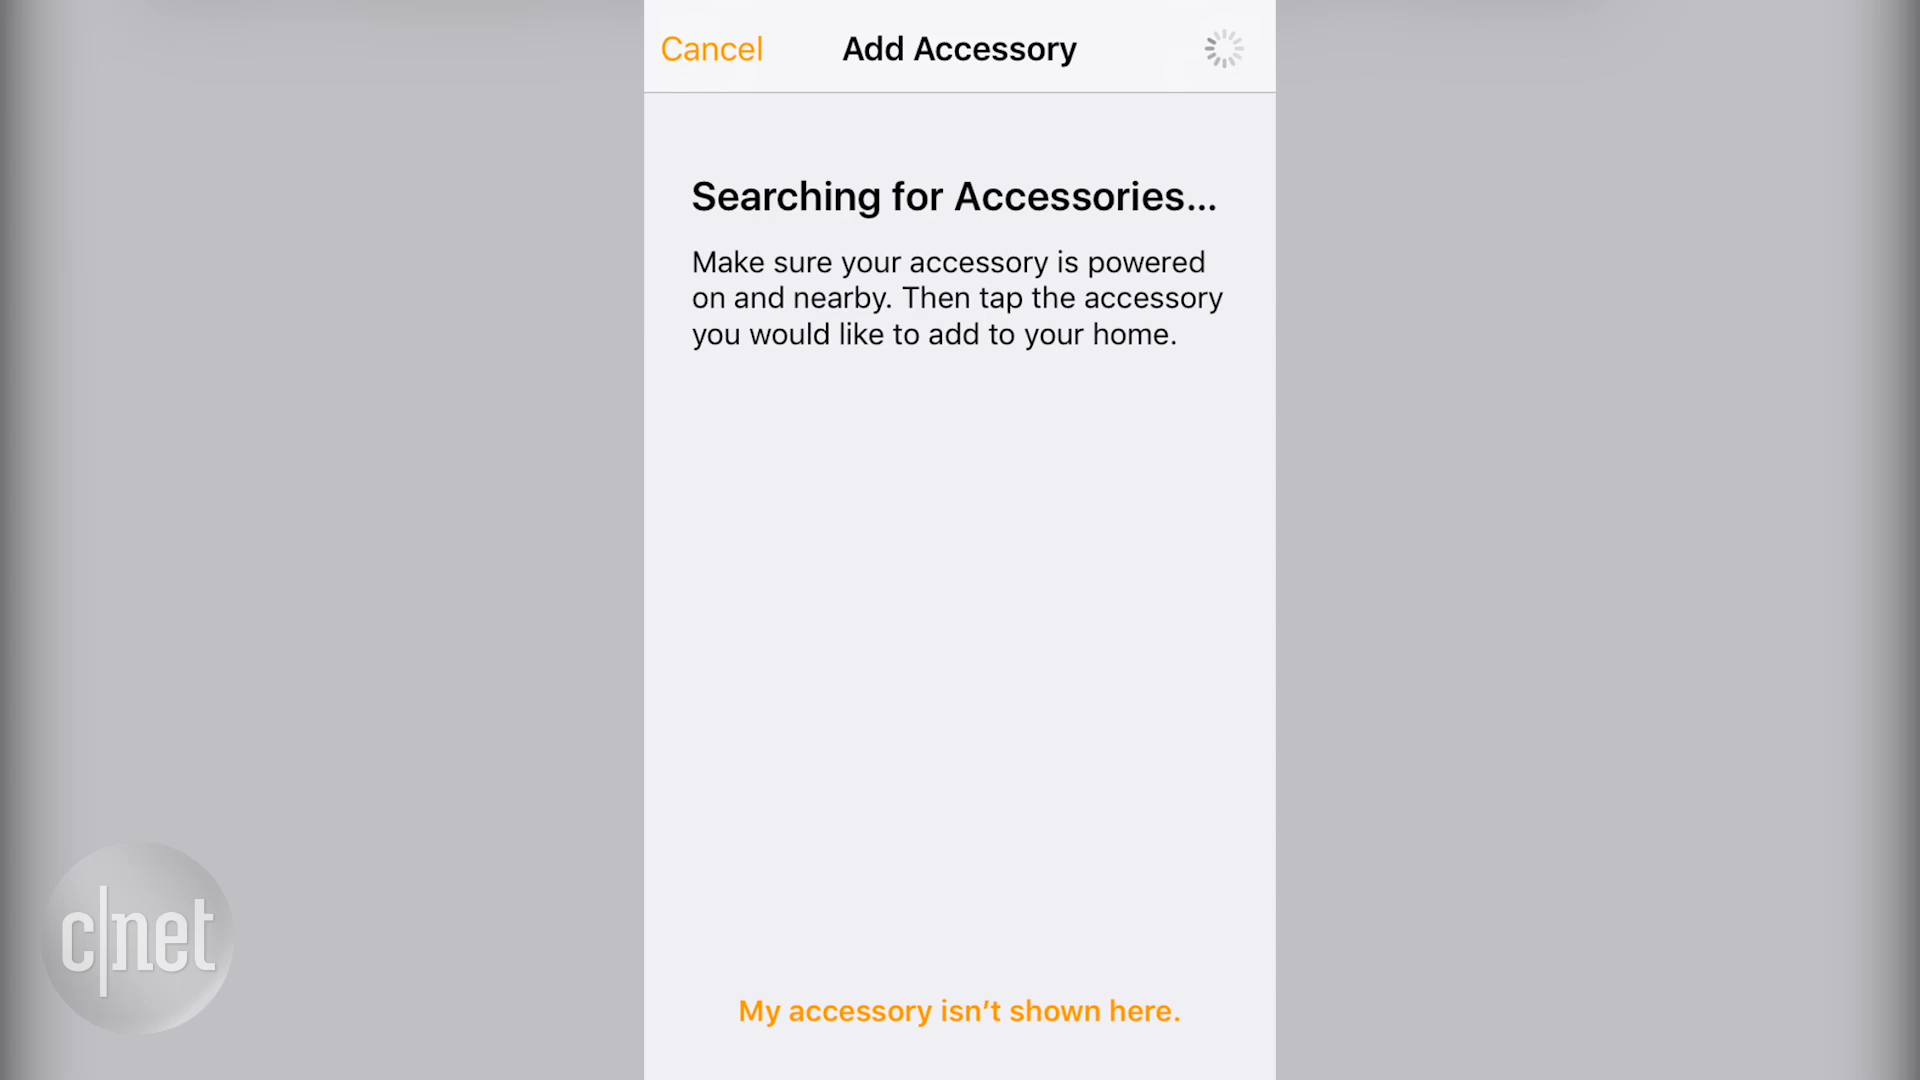 Cancel
Add Accessory
Searching for Accessories...
Make sure your accessory is powered
on and nearby. Then tap the accessory
you would like to add to your home.
My accessory isn’t shown here.
c|net